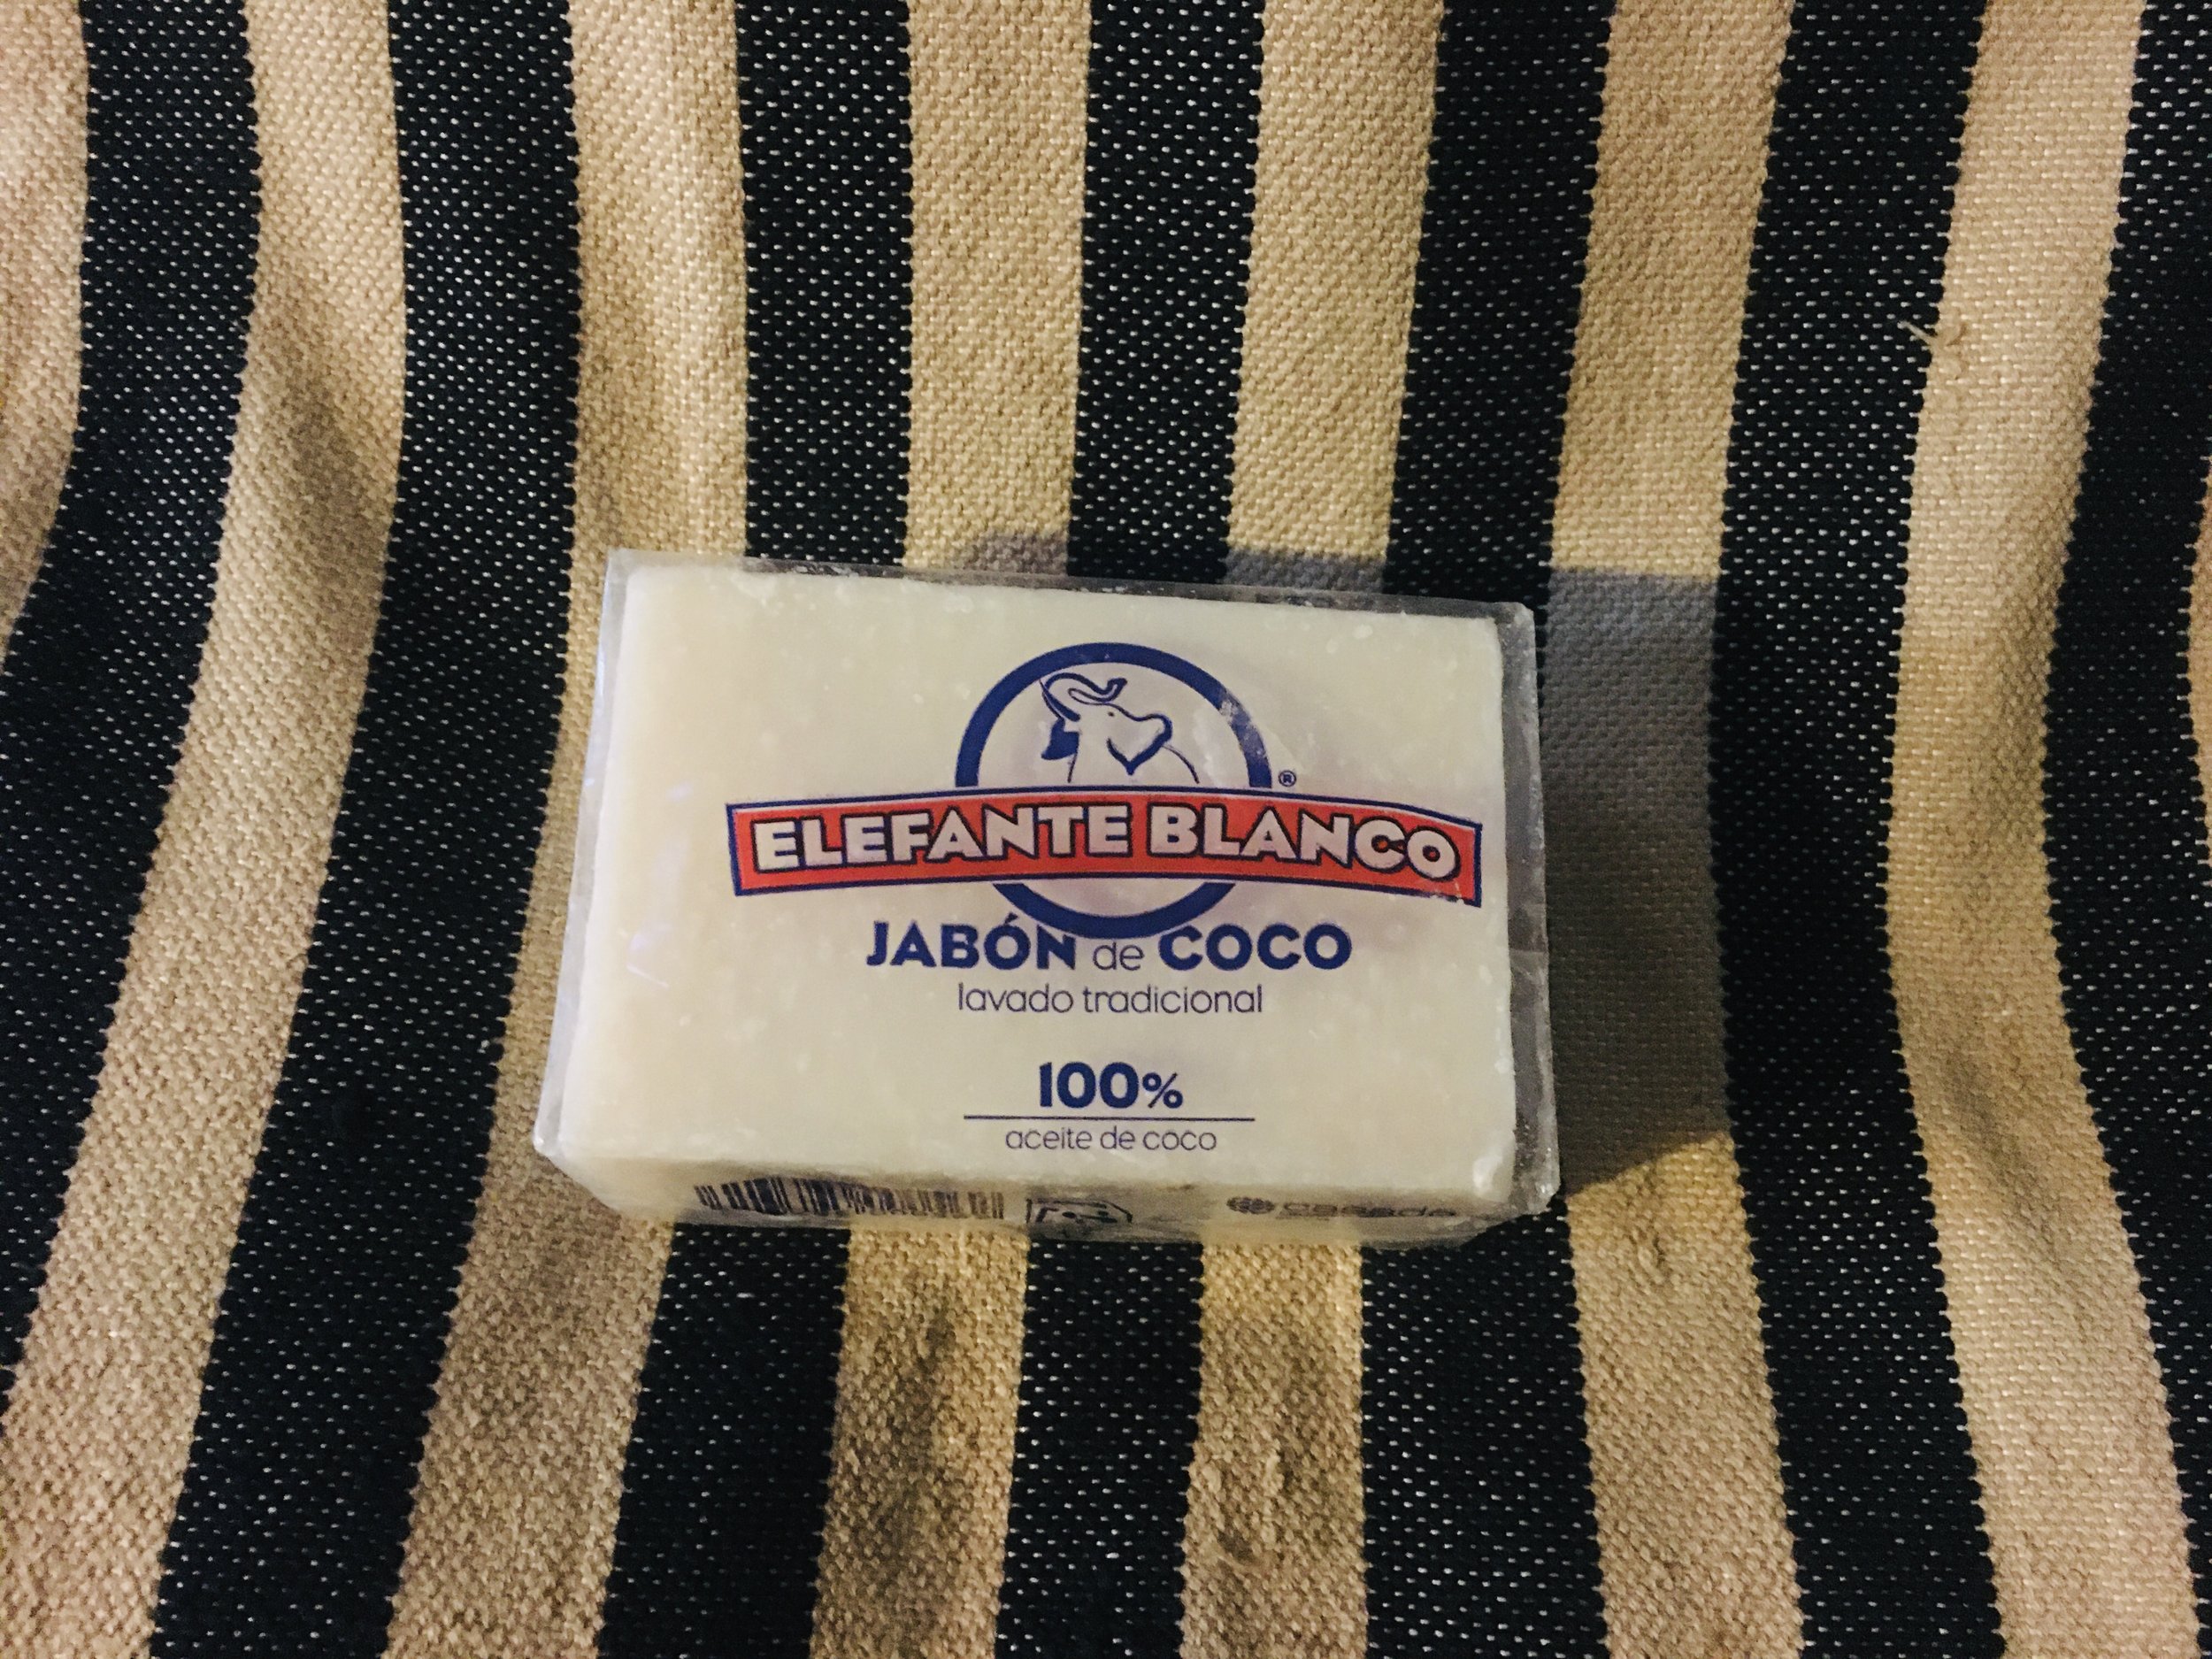 ®
ELEFANTE BLANCO
JABÓN de COCO
lavado tradicional
100%
aceite de coco